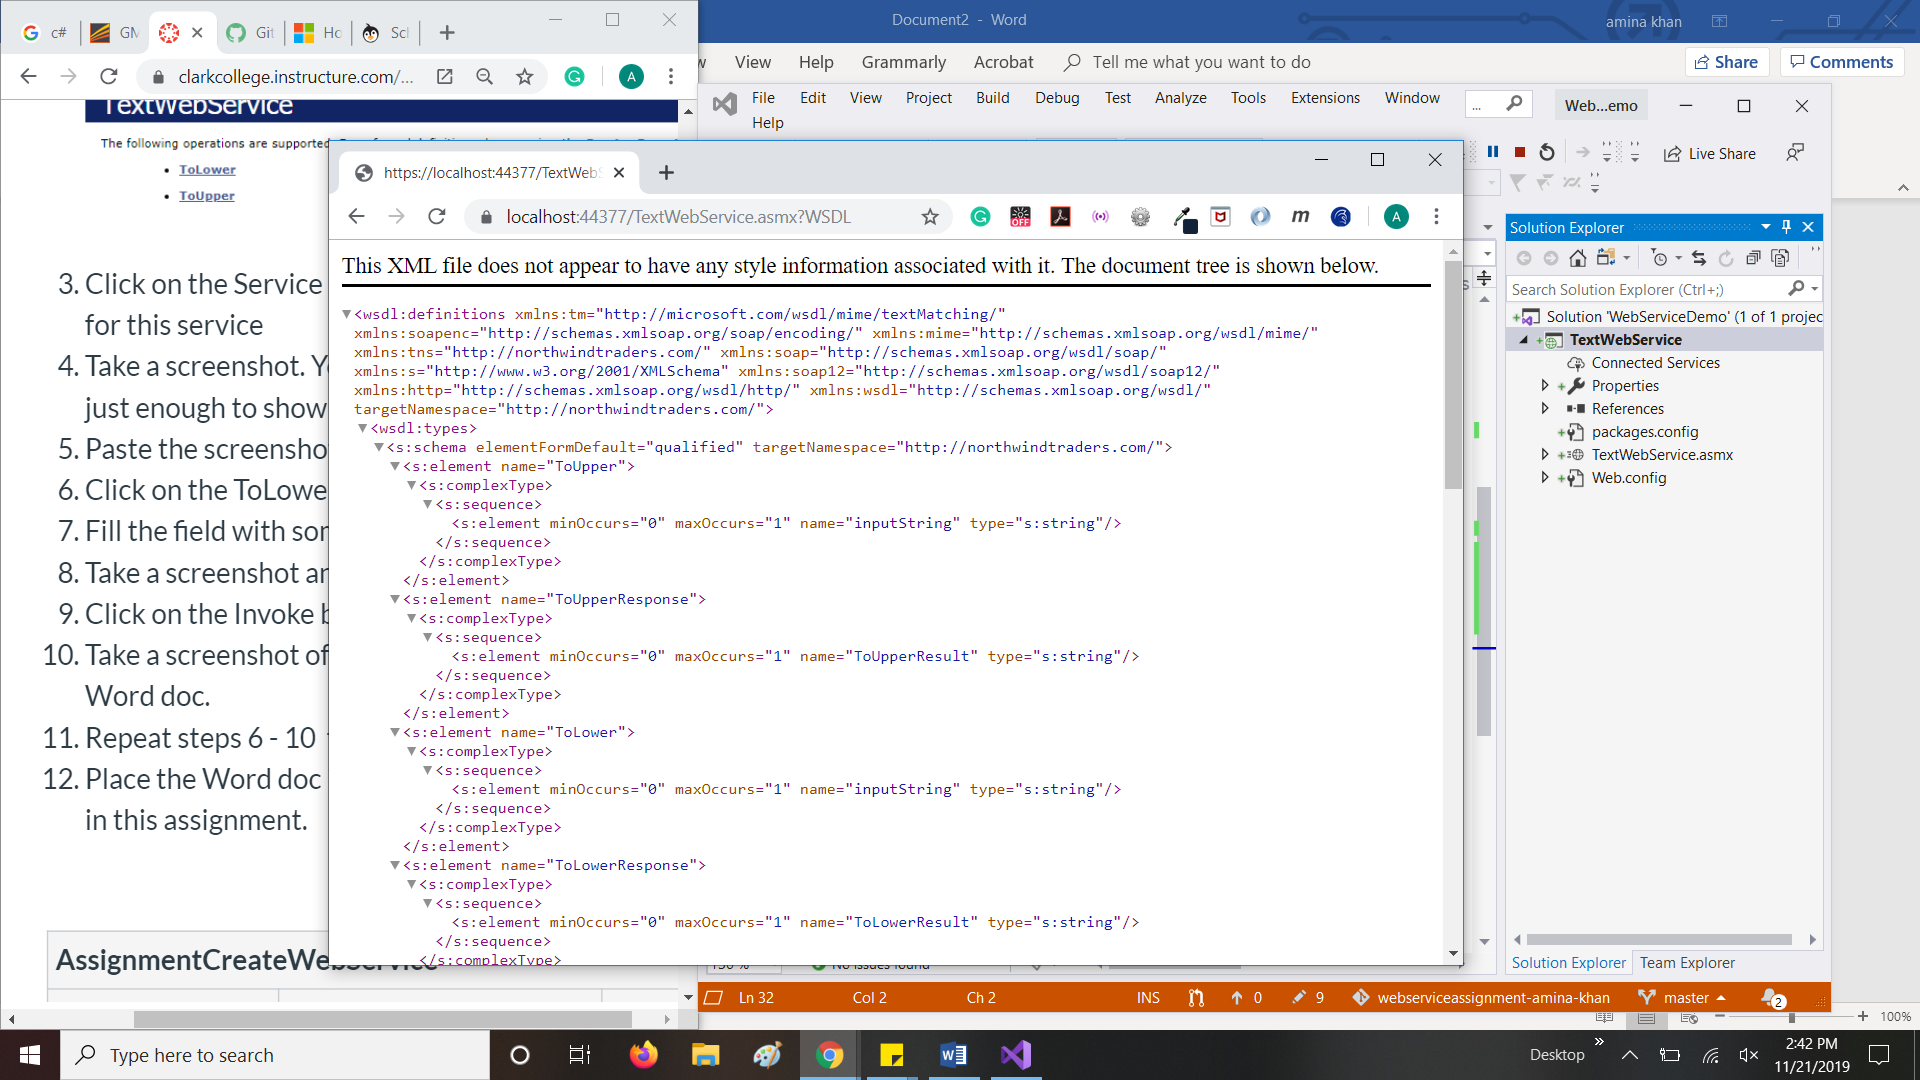 c#
GM
Git
Ho
Scl
clarkcollege.instructure.com/...
A
TextWebService
The following operations are supported
ToLower
ToUpper
3. Click on the Service
for this service
4. Take a screenshot. Yo
just enough to show
5. Paste the screensho
6. Click on the ToLowe
7. Fill the field with sor
8. Take a screenshot an
9. Click on the Invoke b
10. Take a screenshot of
Word doc.
11. Repeat steps 6 - 10
12. Place the Word doc
in this assignment.
AssignmentCreateWebService
Document2 - Word
amina khan
w View Help Grammarly Acrobat Tell me what you want to do
Share
Comments
File Edit View Project Build Debug Test Analyze Tools Extensions Window
Help
...
Web...emo
Live Share
https://localhost:44377/TextWebS
localhost:44377/TextWebService.asmx?WSDL
OFF
m
A
This XML file does not appear to have any style information associated with it. The document tree is shown below.
<wsdl:definitions xmlns:tm="http://microsoft.com/wsdl/mime/textMatching/"
xmlns:soapenc="http://schemas.xmlsoap.org/soap/encoding/" xmlns:mime="http://schemas.xmlsoap.org/wsdl/mime/"
xmlns:tns="http://northwindtraders.com/" xmlns:soap="http://schemas.xmlsoap.org/wsdl/soap/"
xmlns:s="http://www.w3.org/2001/XMLSchema" xmlns:soap12="http://schemas.xmlsoap.org/wsdl/soap12/"
xmlns:http="http://schemas.xmlsoap.org/wsdl/http/" xmlns:wsdl="http://schemas.xmlsoap.org/wsdl/"
targetNamespace="http://northwindtraders.com/">
<wsdl:types>
<s:schema elementFormDefault="qualified" targetNamespace="http://northwindtraders.com/">
<s:element name="ToUpper">
<s:complexType>
<s:sequence>
<s:element minOccurs="0" maxOccurs="1" name="inputString" type="s:string"/>
</s:sequence>
</s:complexType>
</s:element>
<s:element name="ToUpperResponse">
<s:complexType>
<s:sequence>
<s:element minOccurs="0" maxOccurs="1" name="ToUpperResult" type="s:string"/>
</s:sequence>
</s:complexType>
</s:element>
<s:element name="ToLower">
<s:complexType>
<s:sequence>
<s:element minOccurs="0" maxOccurs="1" name="inputString" type="s:string"/>
</s:sequence>
</s:complexType>
</s:element>
<s:element name="ToLowerResponse">
<s:complexType>
<s:sequence>
<s:element minOccurs="0" maxOccurs="1" name="ToLowerResult" type="s:string"/>
</s:sequence>
</s:complexType>
Solution Explorer
Search Solution Explorer (Ctrl+;)
Solution 'WebServiceDemo' (1 of 1 projec
TextWebService
Connected Services
Properties
References
packages.config
TextWebService.asmx
Web.config
Solution Explorer Team Explorer
150 % No issues found
Ln 32 Col 2 Ch 2 INS 0 9 webserviceassignment-amina-khan master 2
100%
Type here to search
Desktop
2:42 PM
11/21/2019